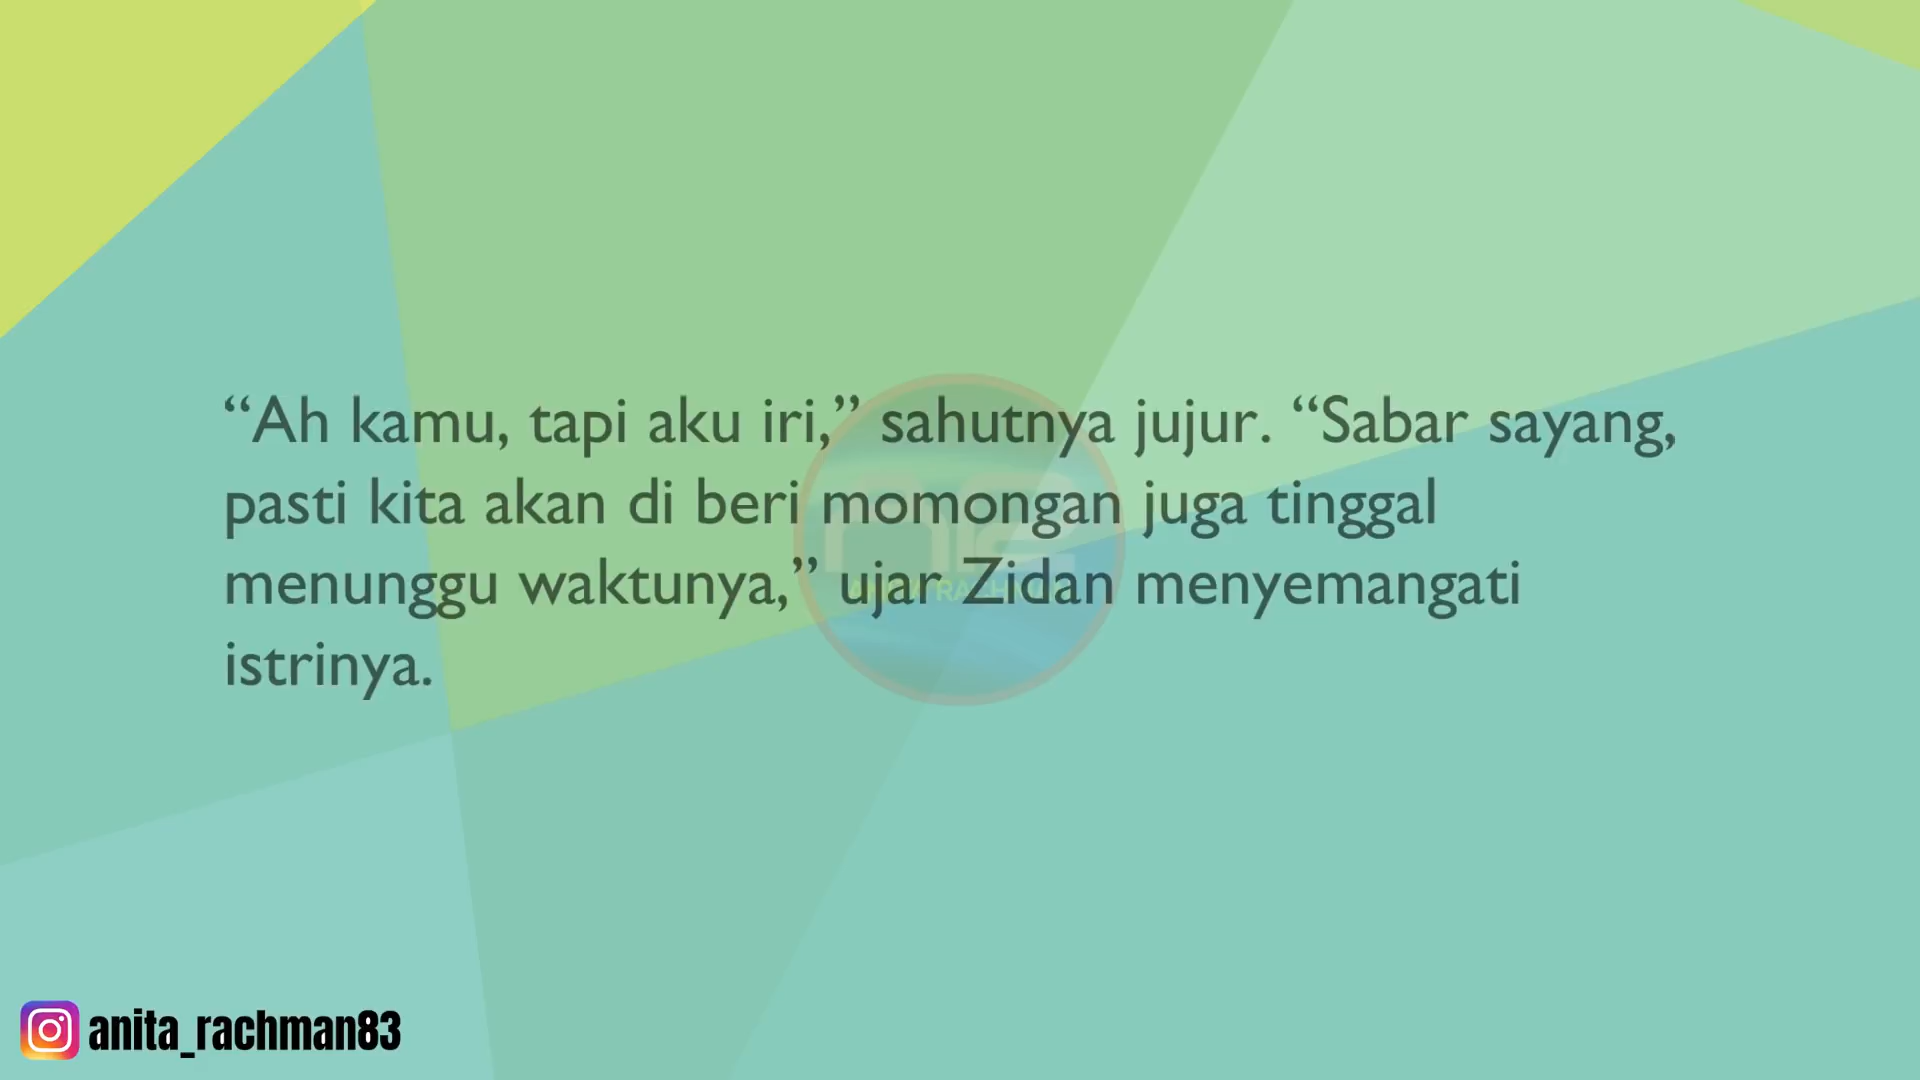 “Ah kamu, tapi aku iri,” sahutnya jujur. “Sabar sayang,
pasti kita akan di beri momongan juga tinggal
menunggu waktunya,” ujar Zidan menyemangati
istrinya.
anita_rachman83